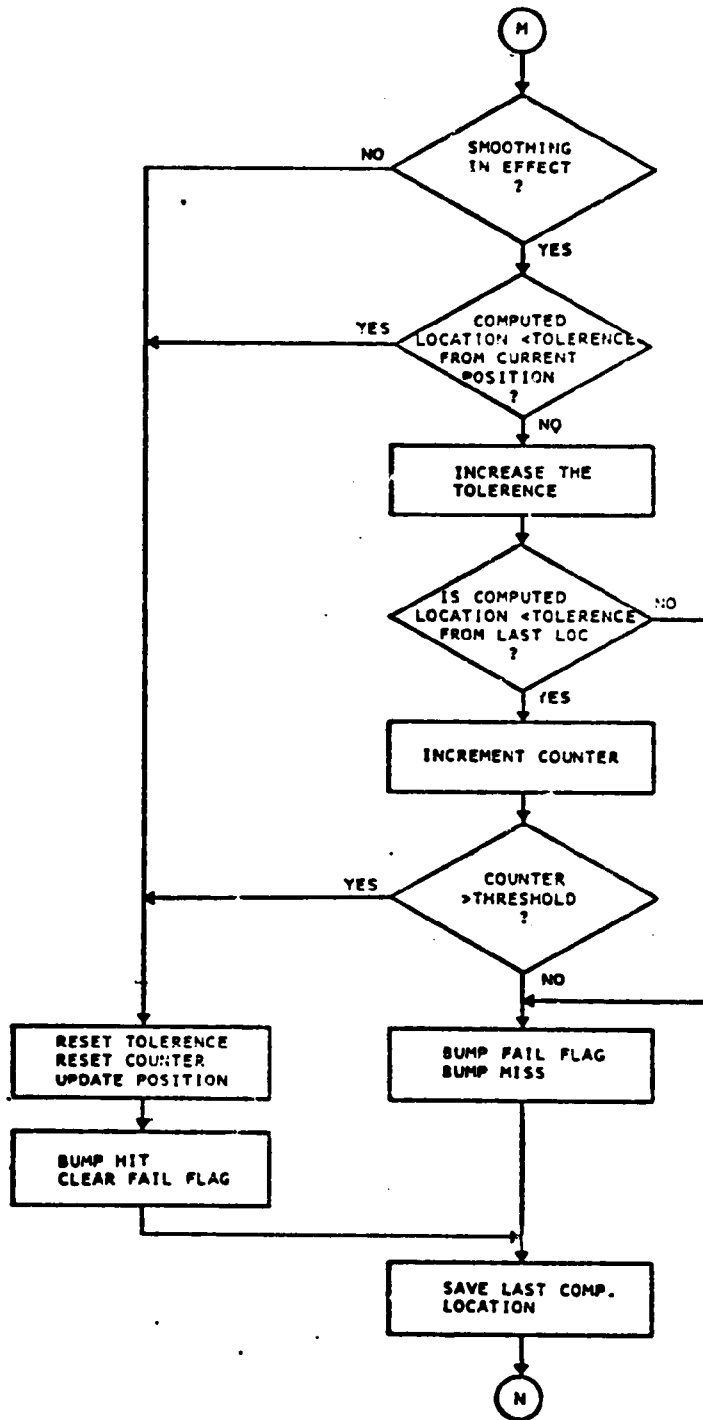 M
SMOOTHING
IN EFFECT
?
NO
YES
COMPUTED
LOCATION <TOLERENCE
FROM CURRENT
POSITION
?
YES
NO
INCREASE THE
TOLERENCE
IS COMPUTED
LOCATION <TOLERENCE
FROM LAST LOC
?
NO
YES
INCREMENT COUNTER
COUNTER
>THRESHOLD
?
YES
NO
RESET TOLERENCE
RESET COUNTER
UPDATE POSITION
BUMP FAIL FLAG
BUMP MISS
BUMP HIT
CLEAR FAIL FLAG
SAVE LAST COMP.
LOCATION
N